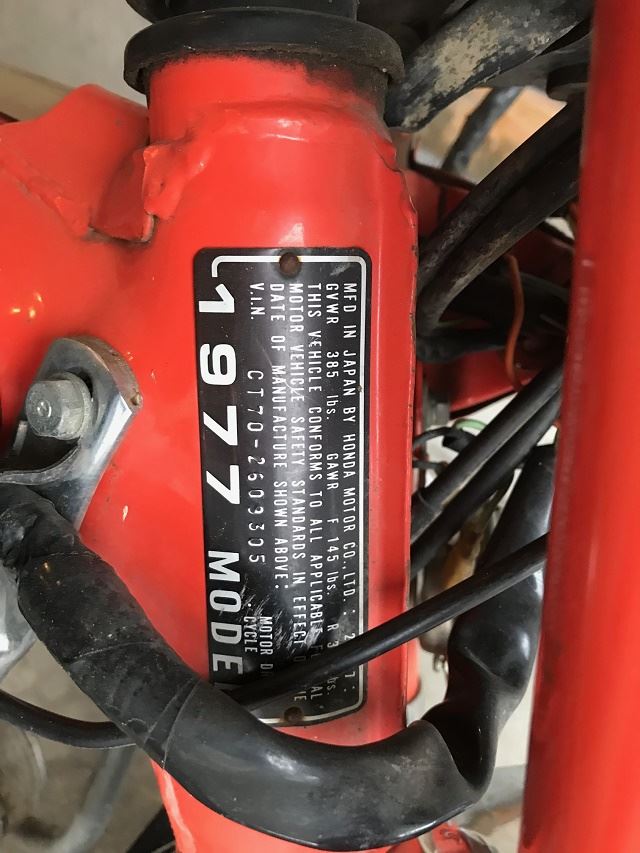 MFD IN JAPAN BY HONDA MOTOR CO.,LTD. :
GVWR 385 lbs. GAWR F 145 lbs. R
THIS VEHICLE CONFORMS TO ALL APPLICABLE
MOTOR VEHICLE SAFETY STANDARDS IN EFFECT
DATE OF MANUFACTURE SHOWN ABOVE:
V.I.N. CT70-2603305 CYCLE
1977